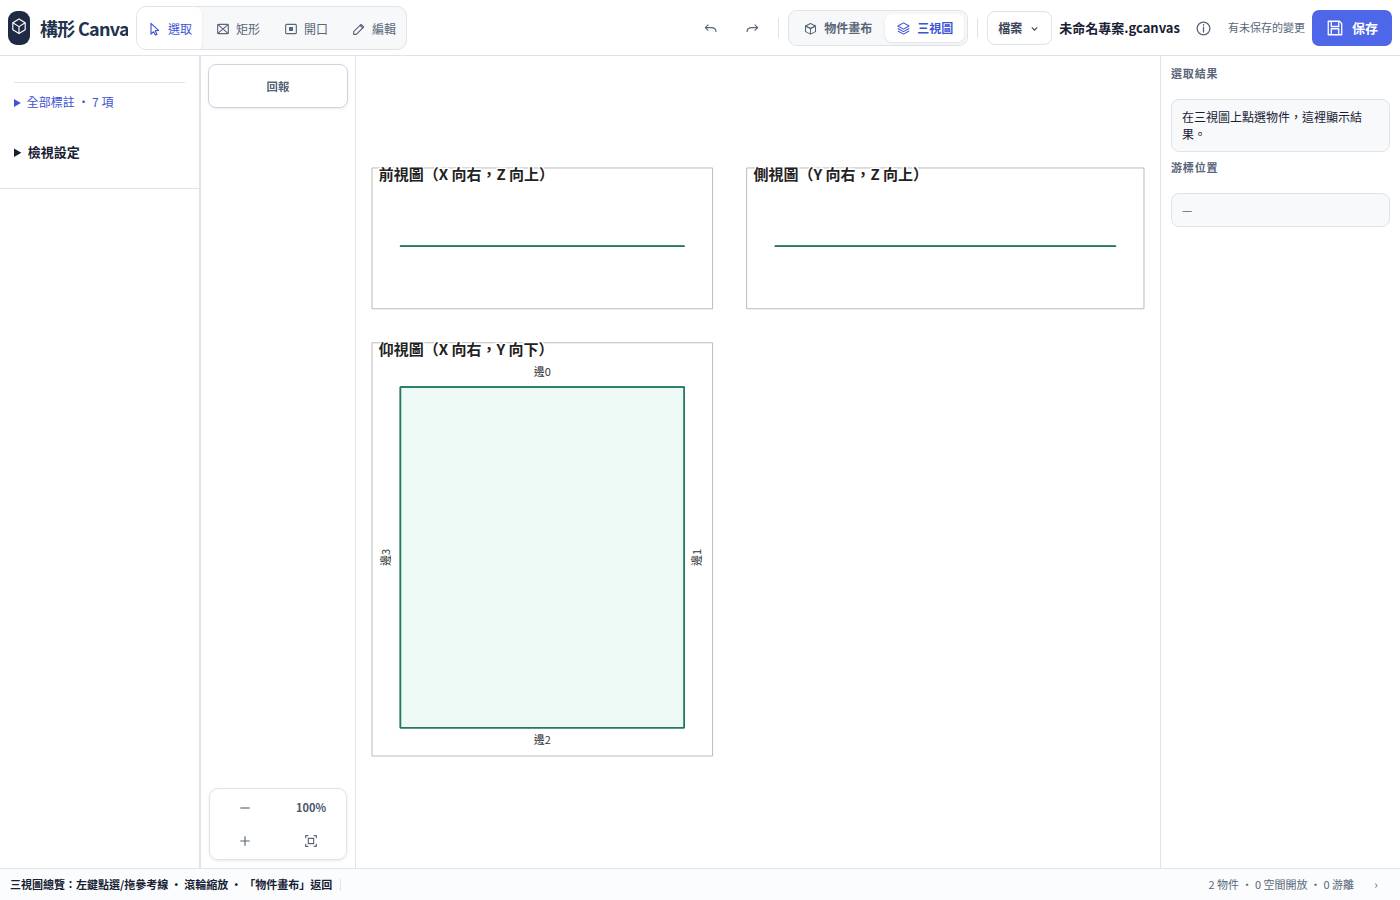 構形 Canva
選取
矩形
開口
編輯
物件畫布
三視圖
檔案
未命名專案.gcanvas
有未保存的變更
保存
全部標註 · 7 項
檢視設定
回報
前視圖（X 向右，Z 向上）
側視圖（Y 向右，Z 向上）
仰視圖（X 向右，Y 向下）
邊0
邊3
邊1
邊2
選取結果
在三視圖上點選物件，這裡顯示結
果。
游標位置
—
100%
三視圖總覽：左鍵點選/拖參考線 · 滾輪縮放 · 「物件畫布」返回
2 物件 · 0 空間開放 · 0 游離